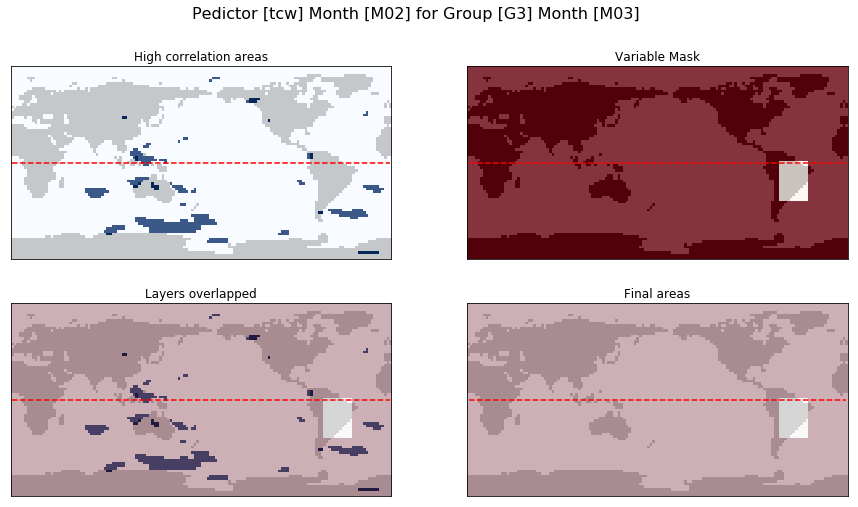 Pedictor [tcw] Month [M02] for Group [G3] Month [M03]
High correlation areas
Variable Mask
Layers overlapped
Final areas